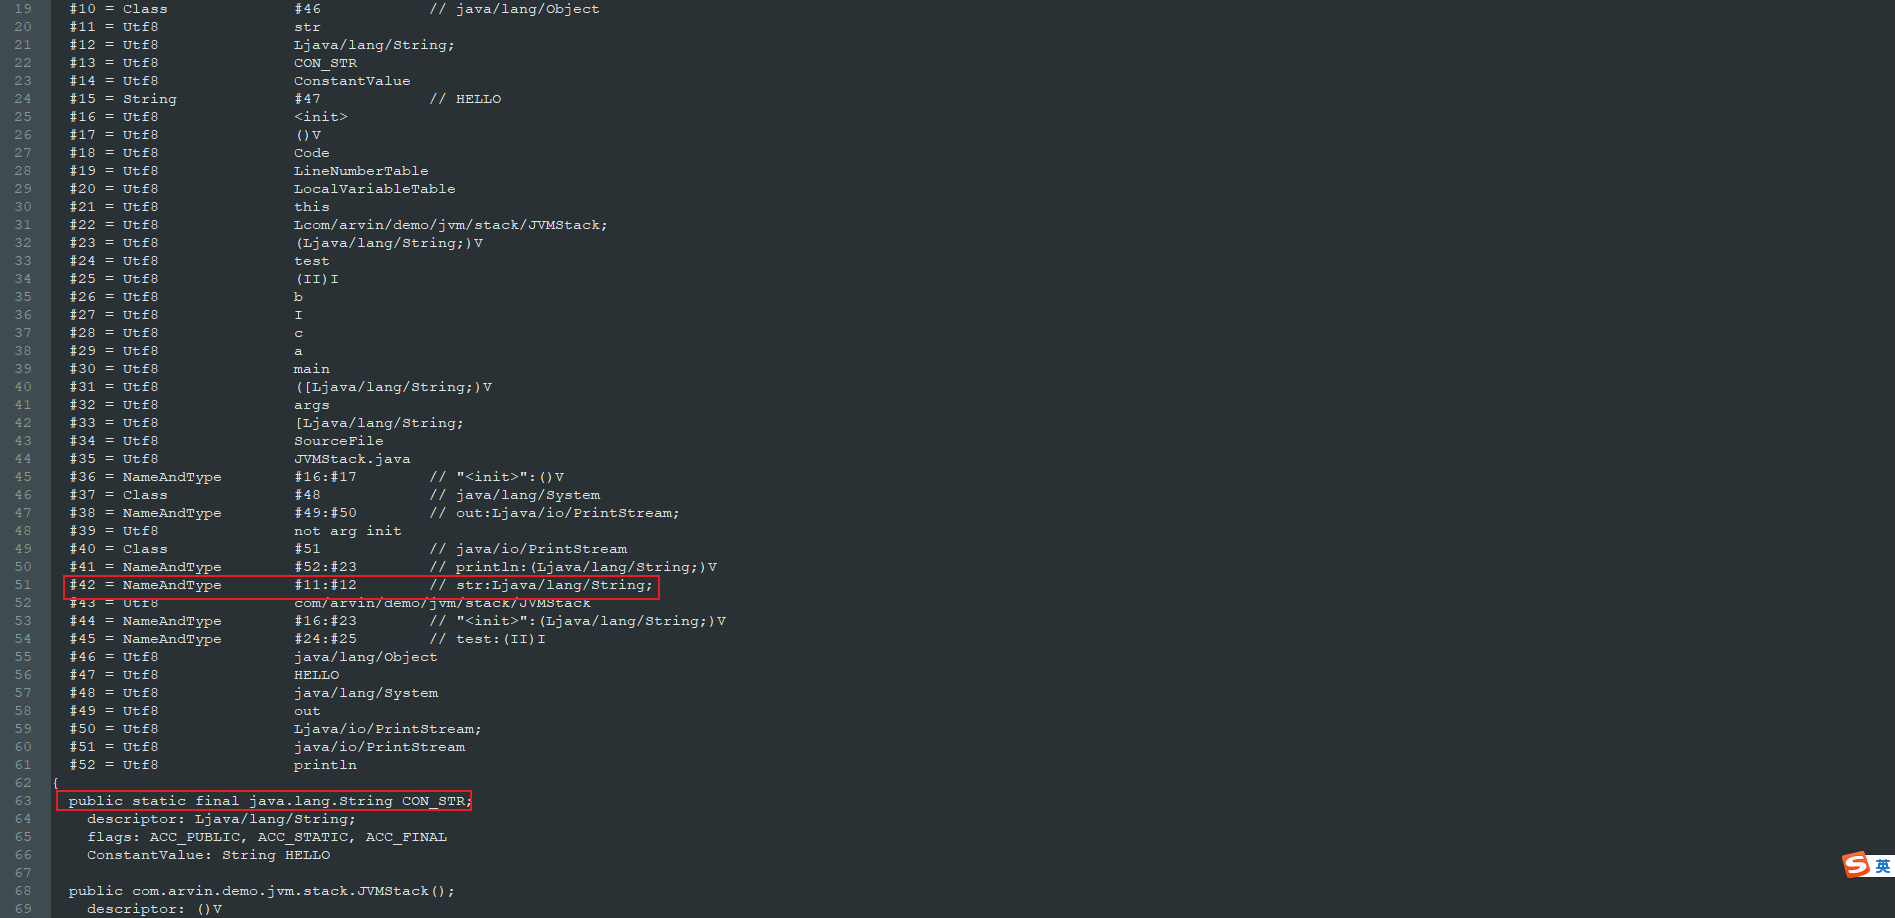 19 #10 = Class #46 // java/lang/Object
20 #11 = Utf8 str
21 #12 = Utf8 Ljava/lang/String;
22 #13 = Utf8 CON_STR
23 #14 = Utf8 ConstantValue
24 #15 = String #47 // HELLO
25 #16 = Utf8 <init>
26 #17 = Utf8 ()V
27 #18 = Utf8 Code
28 #19 = Utf8 LineNumberTable
29 #20 = Utf8 LocalVariableTable
30 #21 = Utf8 this
31 #22 = Utf8 Lcom/arvin/demo/jvm/stack/JVMStack;
32 #23 = Utf8 (Ljava/lang/String;)V
33 #24 = Utf8 test
34 #25 = Utf8 (II)I
35 #26 = Utf8 b
36 #27 = Utf8 I
37 #28 = Utf8 c
38 #29 = Utf8 a
39 #30 = Utf8 main
40 #31 = Utf8 ([Ljava/lang/String;)V
41 #32 = Utf8 args
42 #33 = Utf8 [Ljava/lang/String;
43 #34 = Utf8 SourceFile
44 #35 = Utf8 JVMStack.java
45 #36 = NameAndType #16:#17 // "<init>":()V
46 #37 = Class #48 // java/lang/System
47 #38 = NameAndType #49:#50 // out:Ljava/io/PrintStream;
48 #39 = Utf8 not arg init
49 #40 = Class #51 // java/io/PrintStream
50 #41 = NameAndType #52:#23 // println:(Ljava/lang/String;)V
51 #42 = NameAndType #11:#12 // str:Ljava/lang/String;
52 #43 = Utf8 com/arvin/demo/jvm/stack/JVMStack
53 #44 = NameAndType #16:#23 // "<init>":(Ljava/lang/String;)V
54 #45 = NameAndType #24:#25 // test:(II)I
55 #46 = Utf8 java/lang/Object
56 #47 = Utf8 HELLO
57 #48 = Utf8 java/lang/System
58 #49 = Utf8 out
59 #50 = Utf8 Ljava/io/PrintStream;
60 #51 = Utf8 java/io/PrintStream
61 #52 = Utf8 println
62 {
63 public static final java.lang.String CON_STR;
64 descriptor: Ljava/lang/String;
65 flags: ACC_PUBLIC, ACC_STATIC, ACC_FINAL
66 ConstantValue: String HELLO
67
68 public com.arvin.demo.jvm.stack.JVMStack();
69 descriptor: ()V
S 英